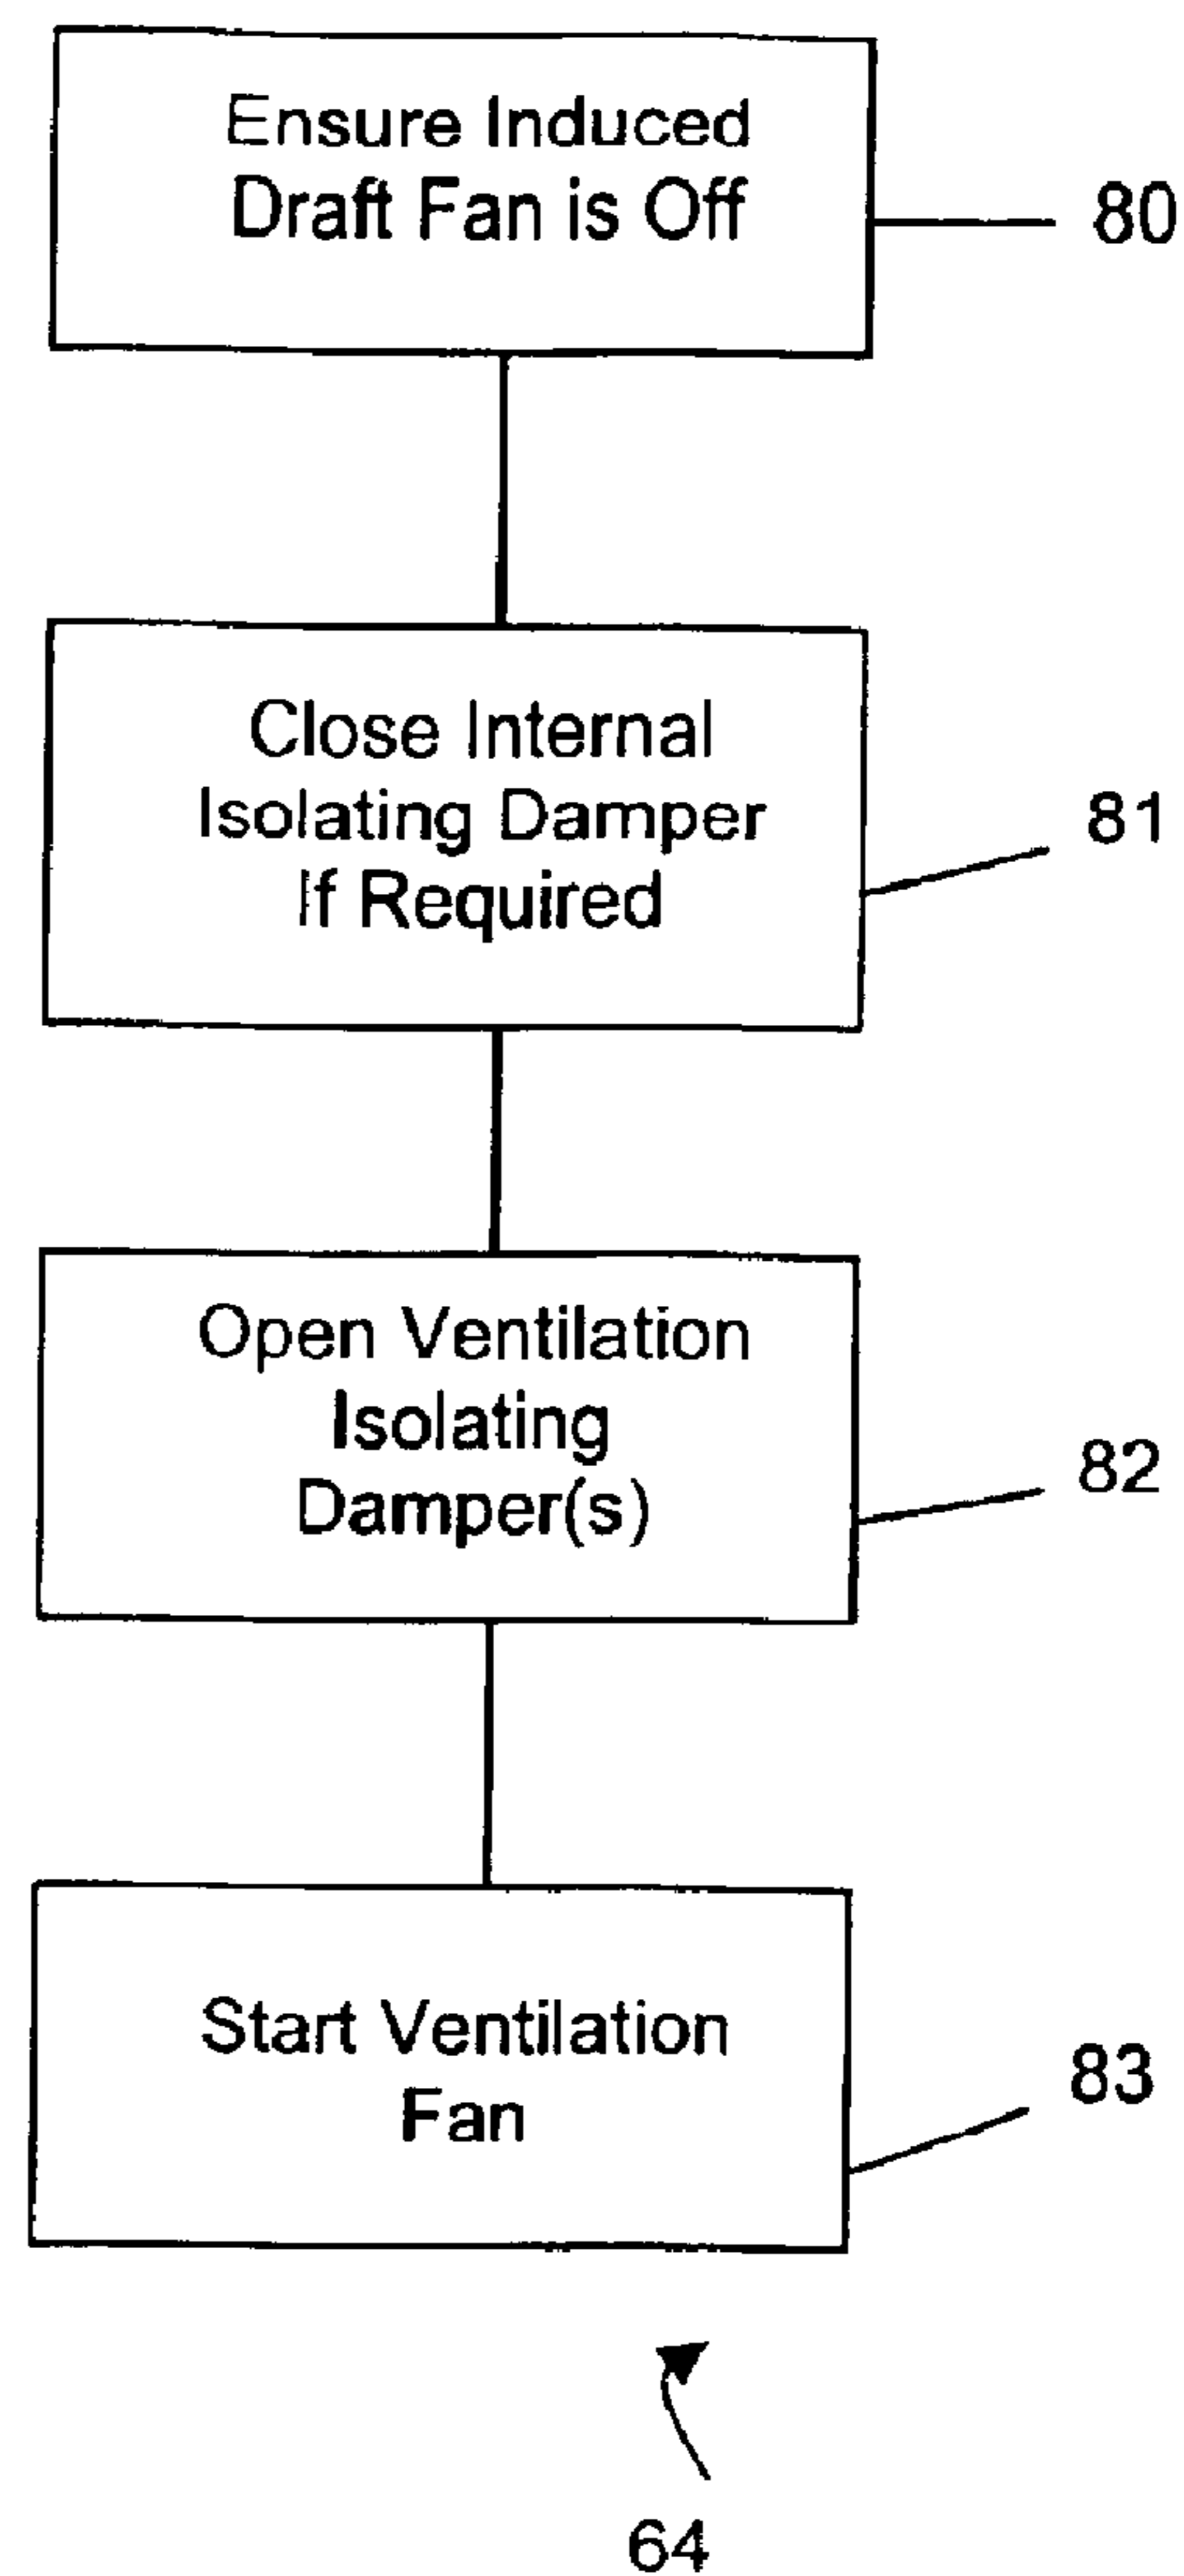 Ensure Induced
Draft Fan is Off
80
Close Internal
Isolating Damper
If Required
81
Open Ventilation
Isolating
Damper(s)
82
Start Ventilation
Fan
83
64